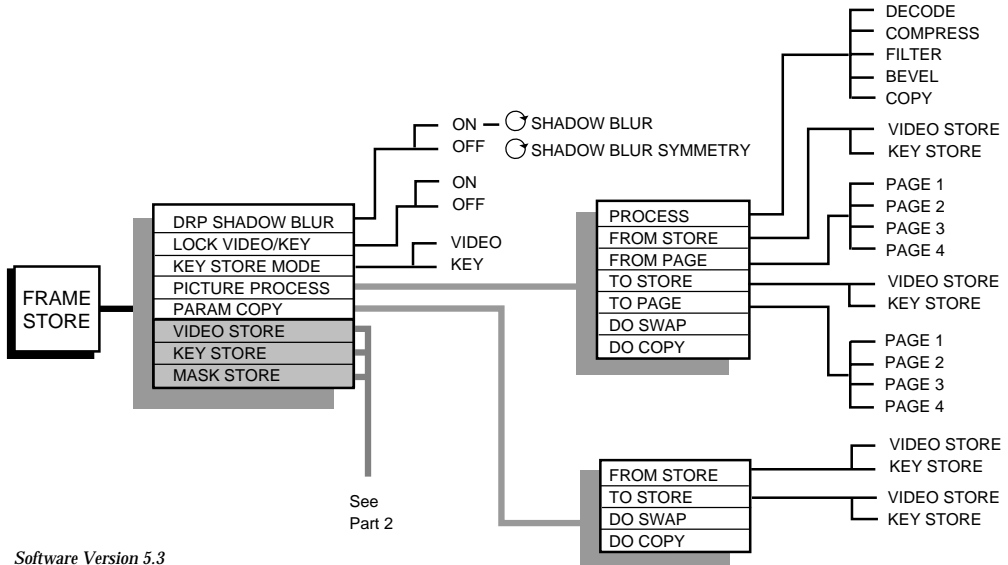 FRAME
STORE
DRP SHADOW BLUR
LOCK VIDEO/KEY
KEY STORE MODE
PICTURE PROCESS
PARAM COPY
VIDEO STORE
KEY STORE
MASK STORE
ON
SHADOW BLUR
OFF
SHADOW BLUR SYMMETRY
ON
OFF
VIDEO
KEY
See
Part 2
PROCESS
FROM STORE
FROM PAGE
TO STORE
TO PAGE
DO SWAP
DO COPY
DECODE
COMPRESS
FILTER
BEVEL
COPY
VIDEO STORE
KEY STORE
PAGE 1
PAGE 2
PAGE 3
PAGE 4
VIDEO STORE
KEY STORE
PAGE 1
PAGE 2
PAGE 3
PAGE 4
FROM STORE
TO STORE
DO SWAP
DO COPY
VIDEO STORE
KEY STORE
VIDEO STORE
KEY STORE
Software Version 5.3